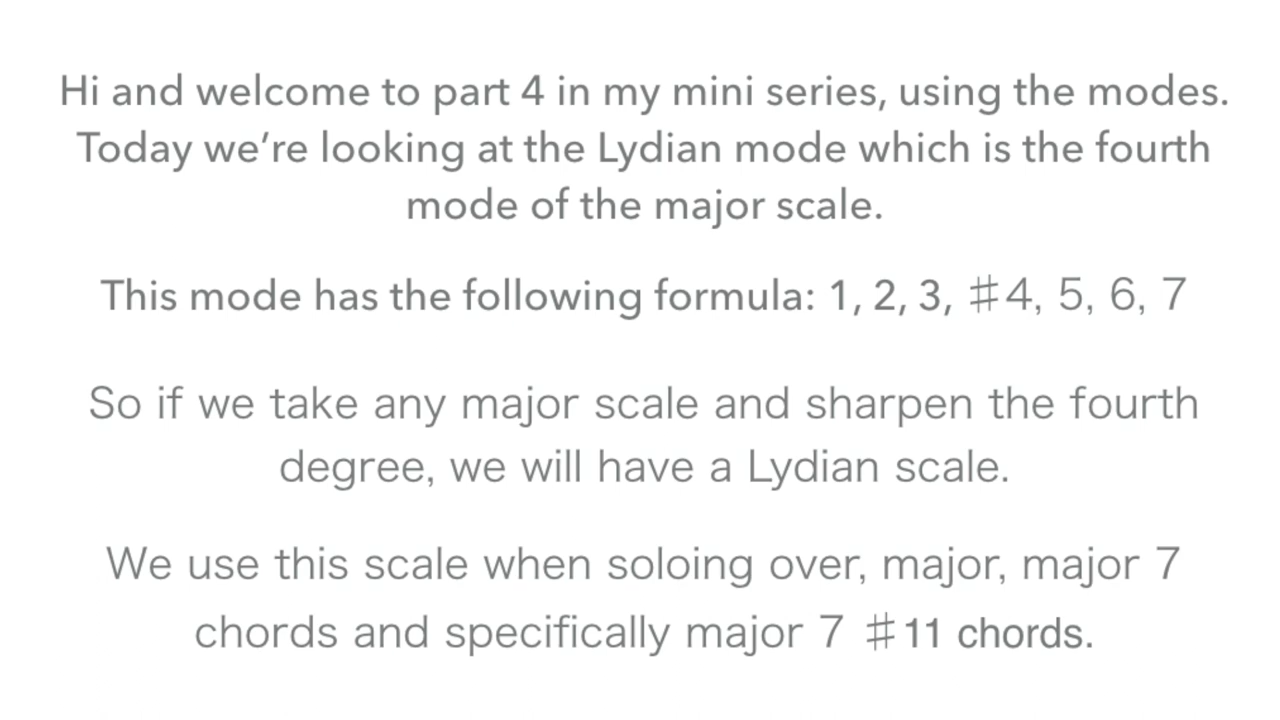 Hi and welcome to part 4 in my mini series, using the modes.
Today we’re looking at the Lydian mode which is the fourth
mode of the major scale.
This mode has the following formula: 1, 2, 3, ♯4, 5, 6, 7
So if we take any major scale and sharpen the fourth
degree, we will have a Lydian scale.
We use this scale when soloing over, major, major 7
chords and specifically major 7 ♯11 chords.